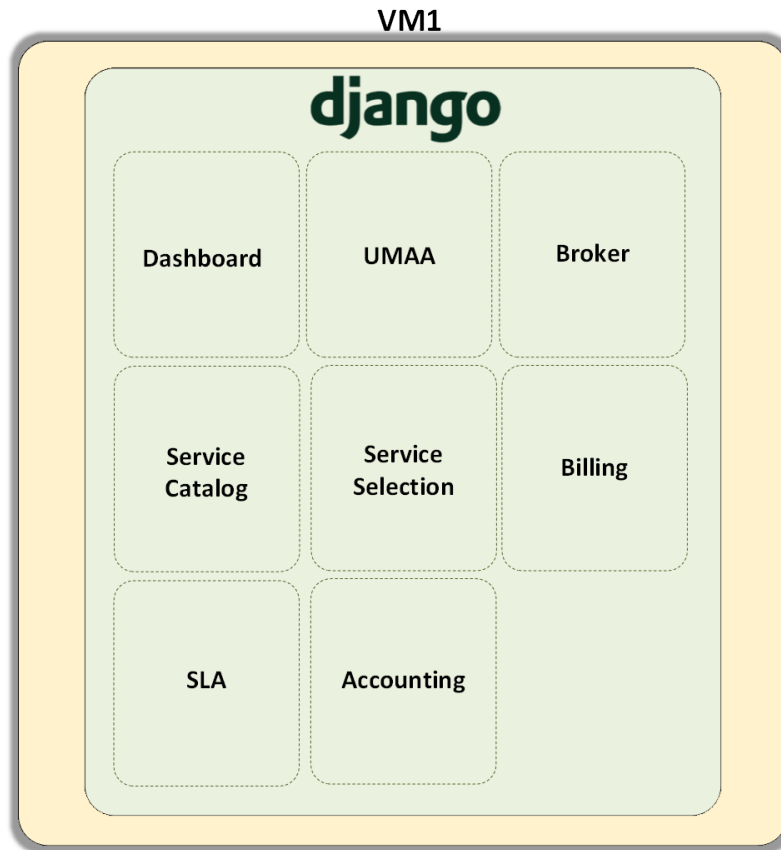 VM1
django
Dashboard
UMAA
Broker
Service
Catalog
Service
Selection
Billing
SLA
Accounting